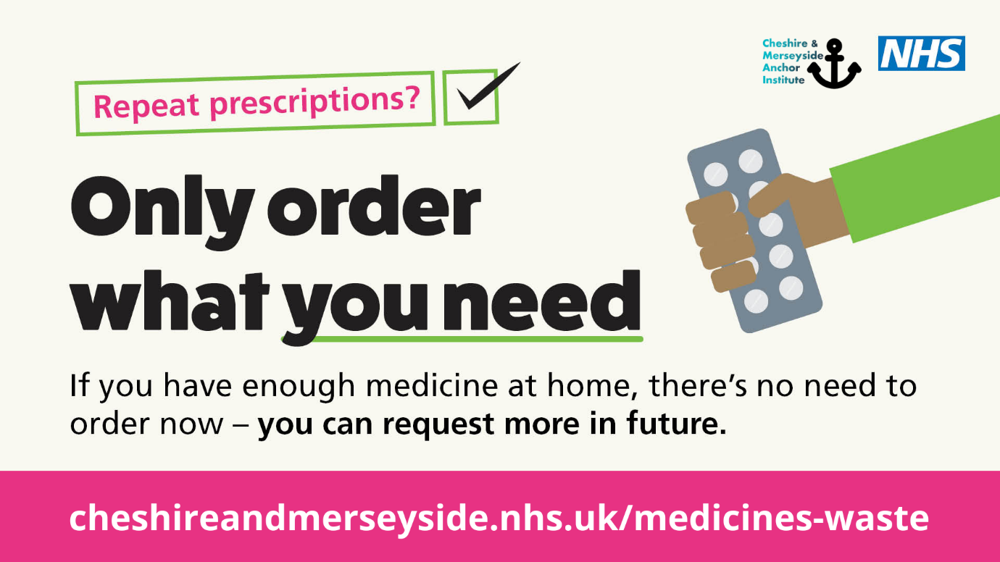 Cheshire &
Merseyside
Anchor
Institute
NHS
Repeat prescriptions?
Only order
what you need
If you have enough medicine at home, there’s no need to
order now – you can request more in future.
cheshireandmerseyside.nhs.uk/medicines-waste